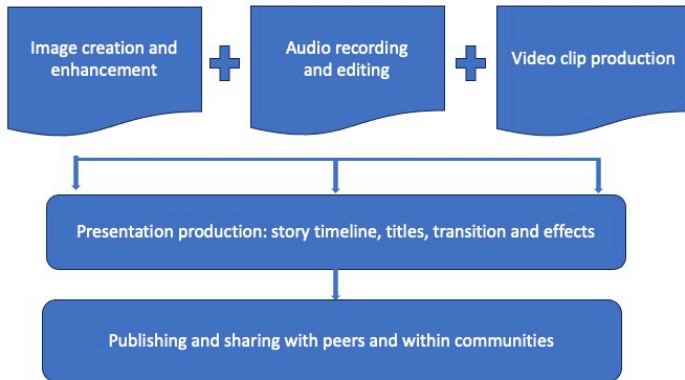 Image creation and
enhancement
Audio recording
and editing
Video clip production
Presentation production: story timeline, titles, transition and effects
Publishing and sharing with peers and within communities